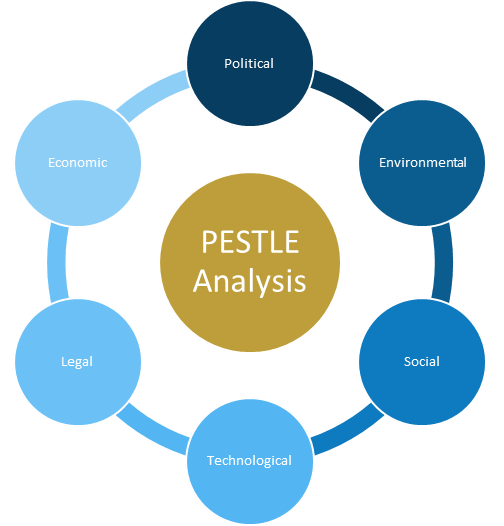 Political
Environmental
Social
Technological
Legal
Economic
PESTLE
Analysis